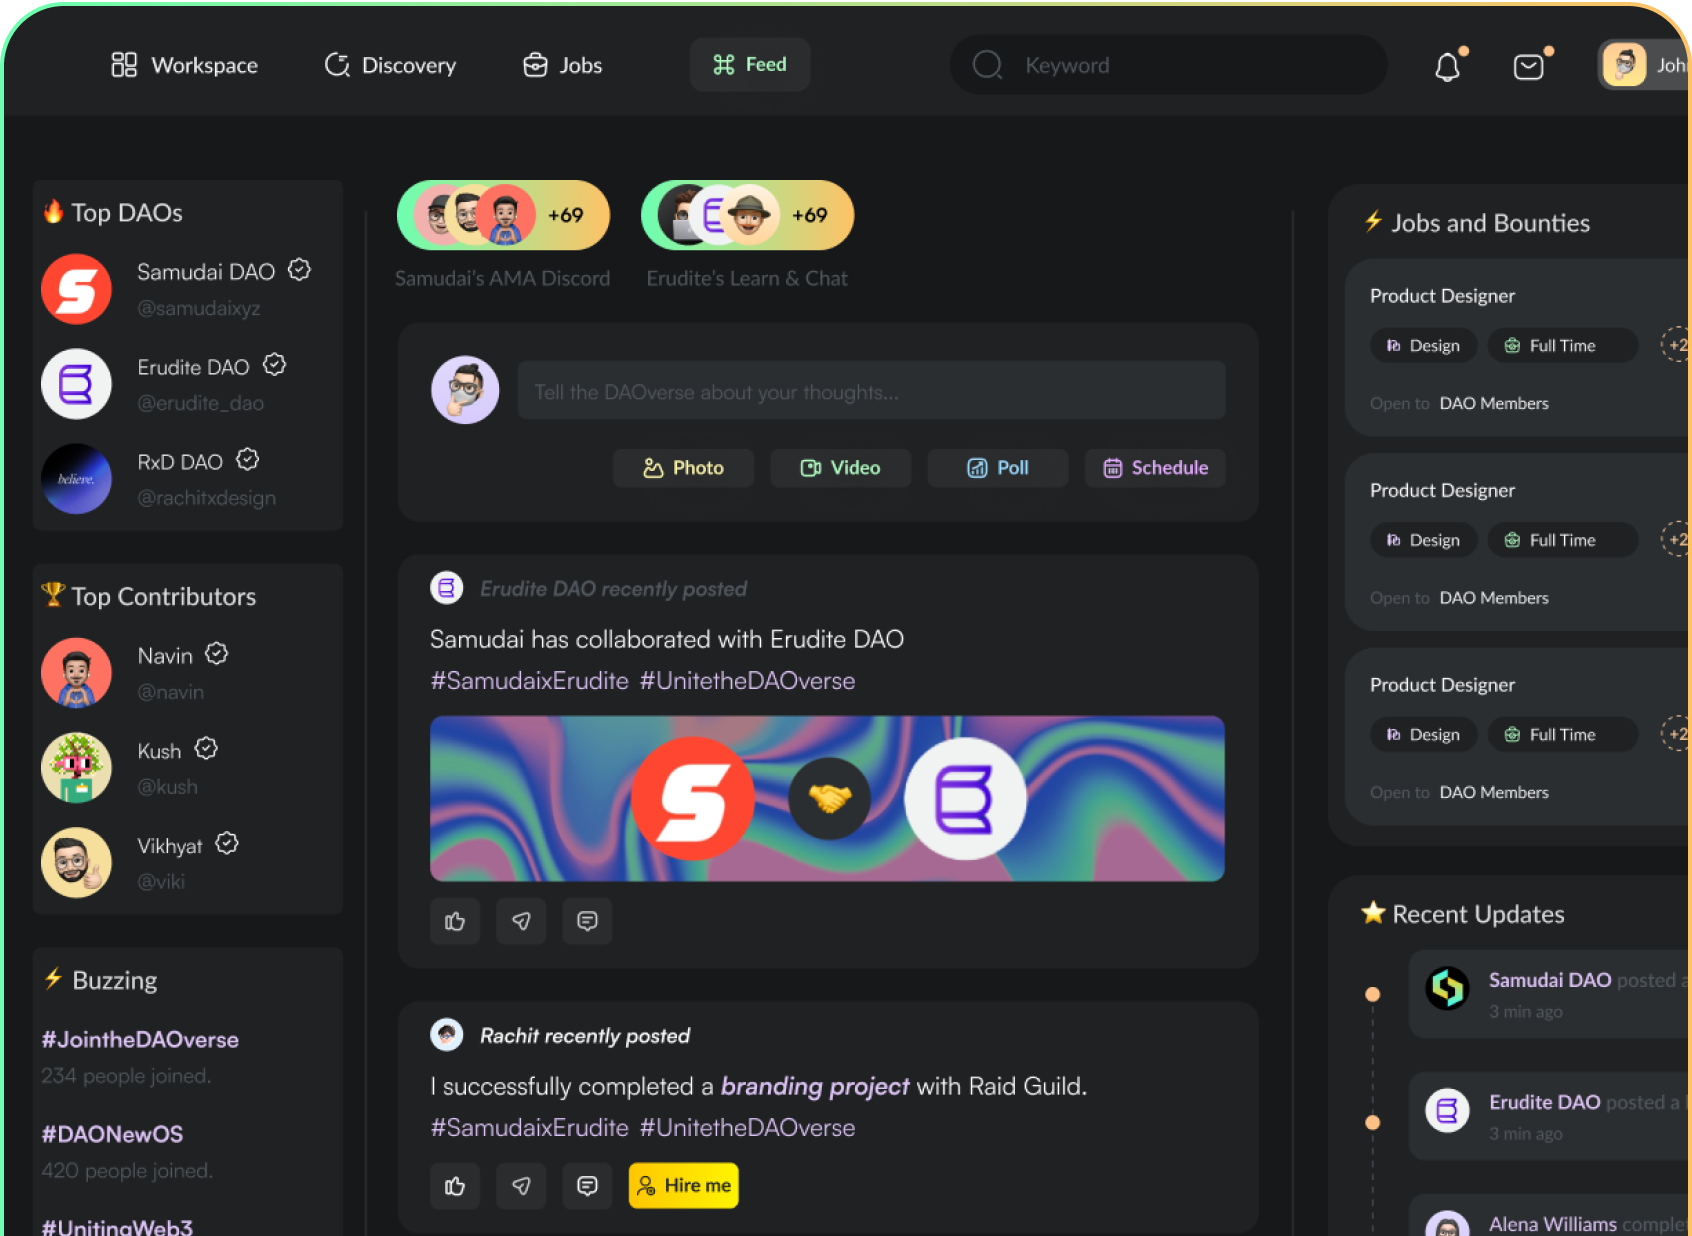 Workspace
Discovery
Jobs
Feed
Keyword
🔥 Top DAOs
Samudai DAO
@samudaixyz
Erudite DAO
@erudite_dao
believe.
RxD DAO
@rachitxdesign
🏆 Top Contributors
Navin
@navin
Kush
@kush
Vikhyat
@viki
⚡ Buzzing
#JointheDAOverse
234 people joined.
#DAONewOS
420 people joined.
#UnitingWeb3
+69
Samudai's AMA Discord
+69
Erudite's Learn & Chat
Tell the DAOverse about your thoughts...
Photo
Video
Poll
Schedule
Erudite DAO recently posted
Samudai has collaborated with Erudite DAO
#SamudaixErudite #UnitetheDAOverse
Rachit recently posted
I successfully completed a branding project with Raid Guild.
#SamudaixErudite #UnitetheDAOverse
Hire me
⚡ Jobs and Bounties
Product Designer
Design
Full Time
+2
Open to DAO Members
Product Designer
Design
Full Time
+2
Open to DAO Members
Product Designer
Design
Full Time
+2
Open to DAO Members
⭐ Recent Updates
Samudai DAO posted a
3 min ago
Erudite DAO posted a
3 min ago
Alena Williams